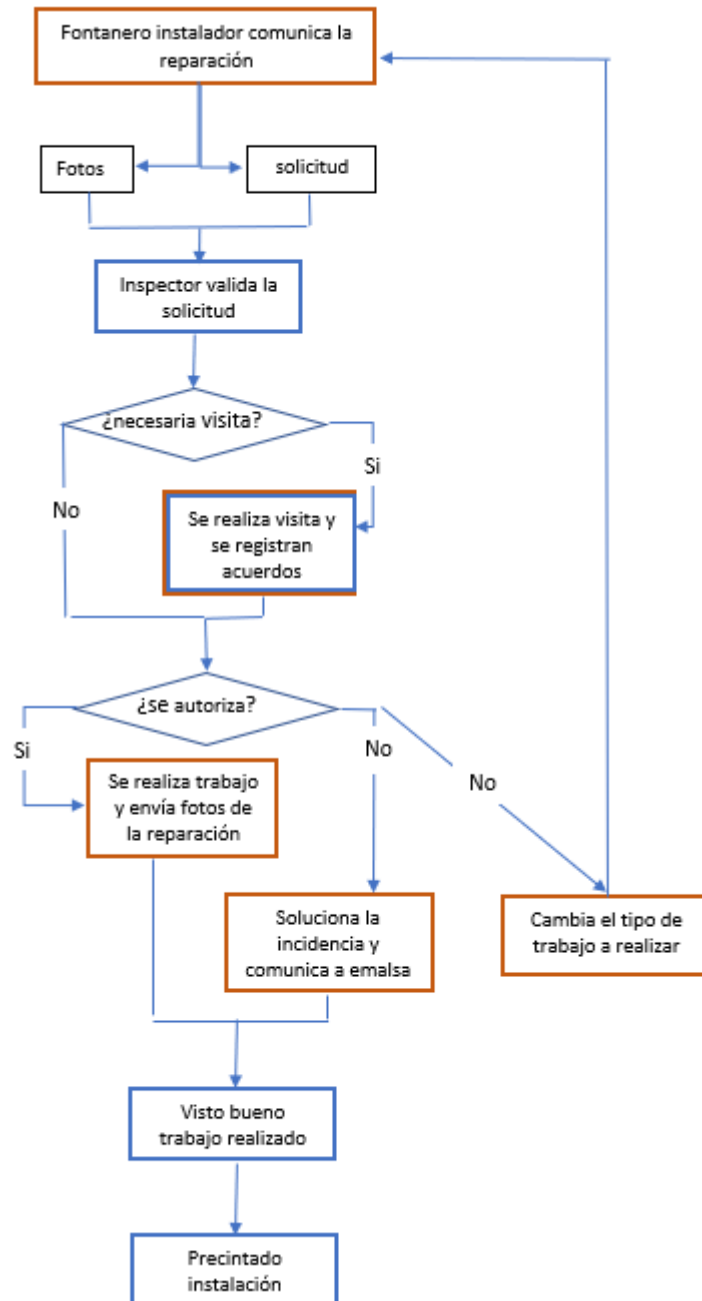 Fontanero instalador comunica la
reparación
Fotos
solicitud
Inspector valida la
solicitud
¿necesaria visita?
Si
No
Se realiza visita y
se registran
acuerdos
¿se autoriza?
Si
No
No
Se realiza trabajo
y envía fotos de
la reparación
Soluciona la
incidencia y
comunica a emalsa
Cambia el tipo de
trabajo a realizar
Visto bueno
trabajo realizado
Precintado
instalación